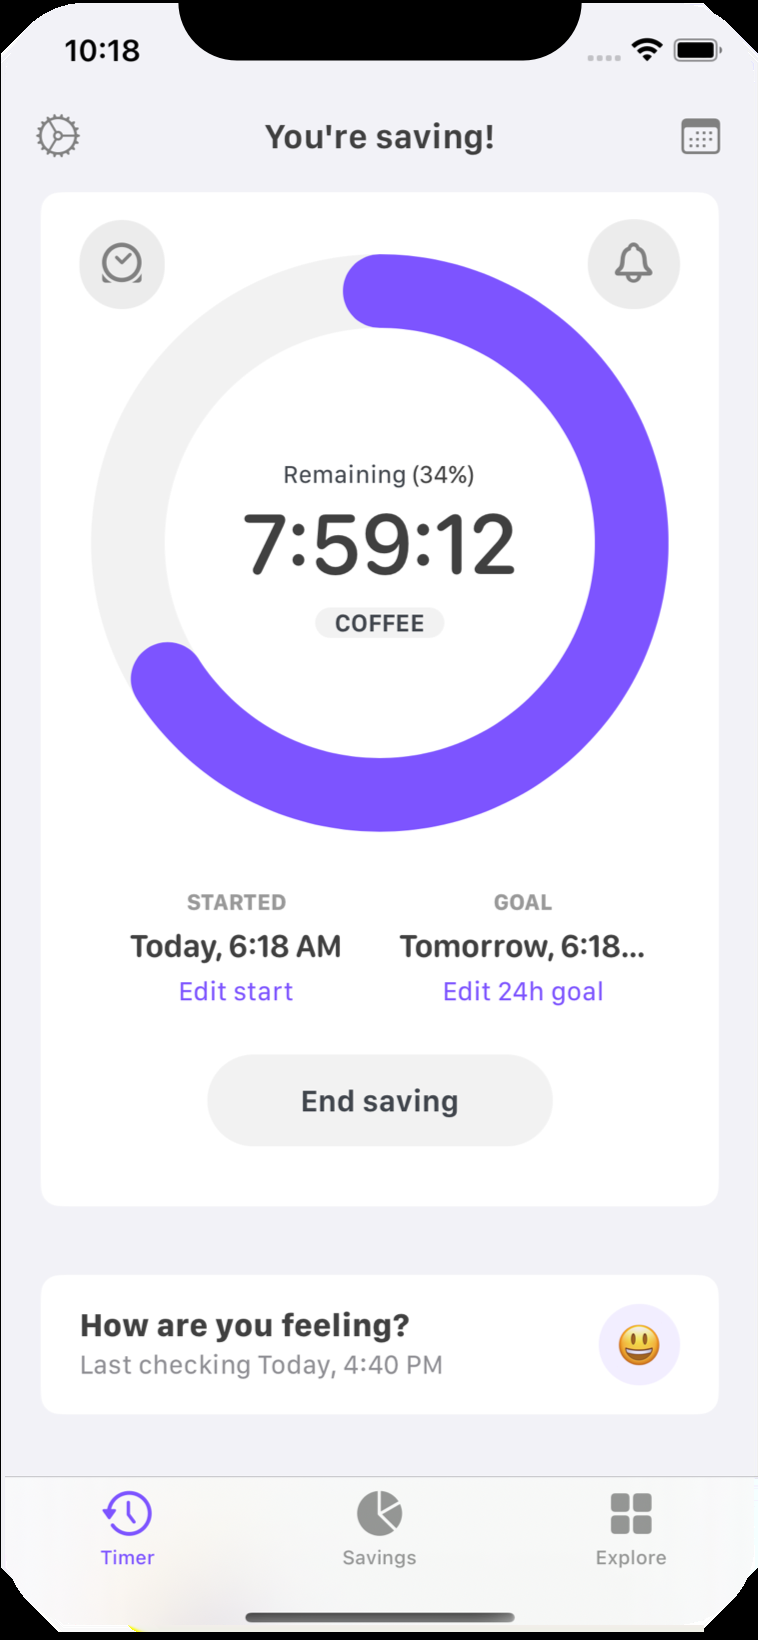 10:18
You're saving!
Remaining (34%)
7:59:12
COFFEE
STARTED
GOAL
Today, 6:18 AM
Tomorrow, 6:18...
Edit start
Edit 24h goal
End saving
How are you feeling?
Last checking Today, 4:40 PM
Timer
Savings
Explore